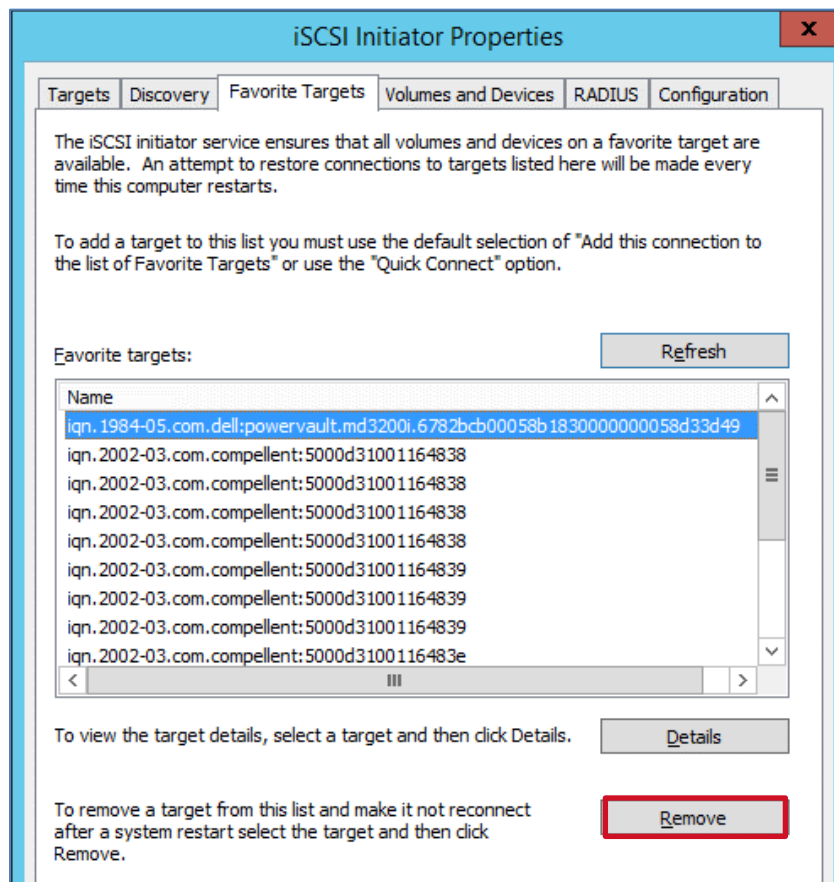 iSCSI Initiator Properties
x
Targets Discovery Favorite Targets Volumes and Devices RADIUS Configuration
The iSCSI initiator service ensures that all volumes and devices on a favorite target are
available.  An attempt to restore connections to targets listed here will be made every
time this computer restarts.
To add a target to this list you must use the default selection of "Add this connection to
the list of Favorite Targets" or use the "Quick Connect" option.
Favorite targets:
Refresh
Name
iqn.1984-05.com.dell:powervault.md3200i.6782bcb00058b1830000000058d33d49
iqn.2002-03.com.compellent:5000d31001164838
iqn.2002-03.com.compellent:5000d31001164838
iqn.2002-03.com.compellent:5000d31001164838
iqn.2002-03.com.compellent:5000d31001164838
iqn.2002-03.com.compellent:5000d31001164839
iqn.2002-03.com.compellent:5000d31001164839
iqn.2002-03.com.compellent:5000d31001164839
iqn.2002-03.com.compellent:5000d3100116483e
To view the target details, select a target and then click Details.
Details
To remove a target from this list and make it not reconnect
after a system restart select the target and then click
Remove.
Remove